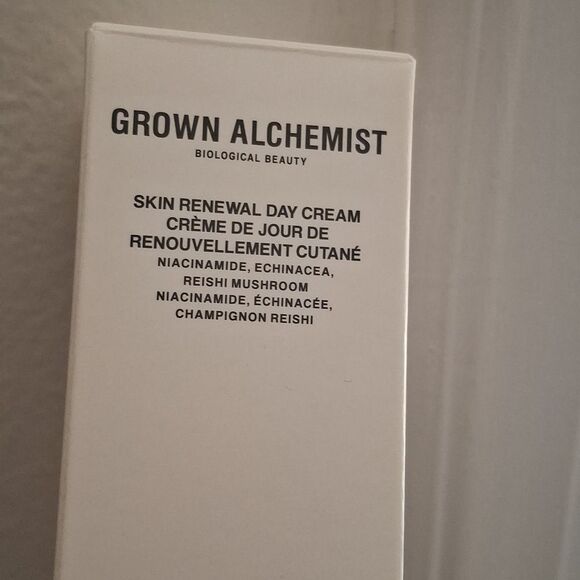 GROWN ALCHEMIST
BIOLOGICAL BEAUTY
SKIN RENEWAL DAY CREAM
CRÈME DE JOUR DE
RENOUVELLEMENT CUTANÉ
NIACINAMIDE, ECHINACEA,
REISHI MUSHROOM
NIACINAMIDE, ÉCHINACÉE,
CHAMPIGNON REISHI